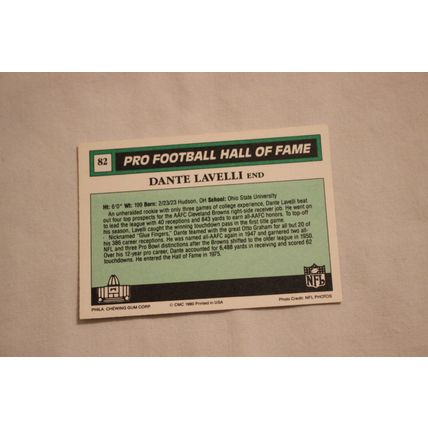 82
PRO FOOTBALL HALL OF FAME
DANTE LAVELLI END
Ht: 6'0" Wt: 199 Born: 2/23/23 Hudson, OH School: Ohio State University
An unheralded rookie with only three games of college experience, Dante Lavelli beat
out four top prospects for the AAFC Cleveland Browns right-side receiver job. He went on
to lead the league with 40 receptions and 843 yards to earn all-AAFC honors. To top-off
his season, Lavelli caught the winning touchdown pass in the first title game.
Nicknamed "Glue Fingers," Dante teamed with the great Otto Graham for all but 20 of
his 386 career receptions. He was named all-AAFC again in 1947 and garnered two all-
NFL and three Pro Bowl distinctions after the Browns shifted to the older league in 1950.
Over his 12-year pro career, Dante accounted for 6,488 yards in receiving and scored 62
touchdowns. He entered the Hall of Fame in 1975.
NFL
PHILA. CHEWING GUM CORP.
© CMC 1990 Printed in USA
Photo Credit: NFL PHOTOS